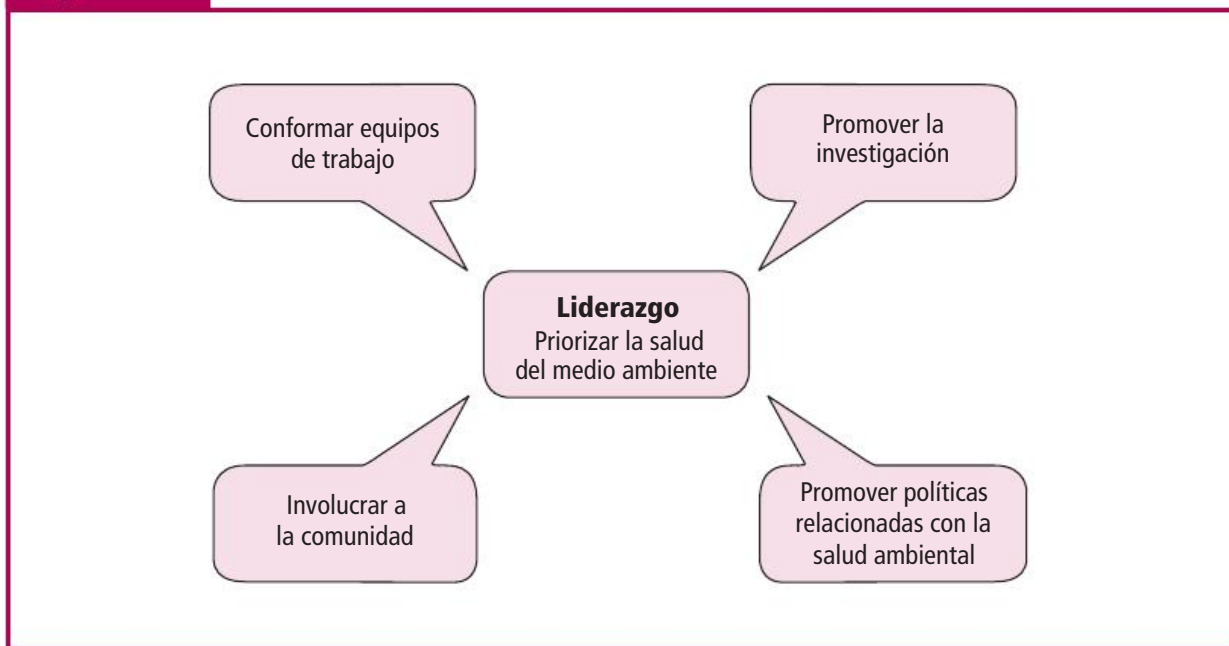 Conformar equipos
de trabajo
Promover la
investigación
Liderazgo
Priorizar la salud
del medio ambiente
Involucrar a
la comunidad
Promover políticas
relacionadas con la
salud ambiental